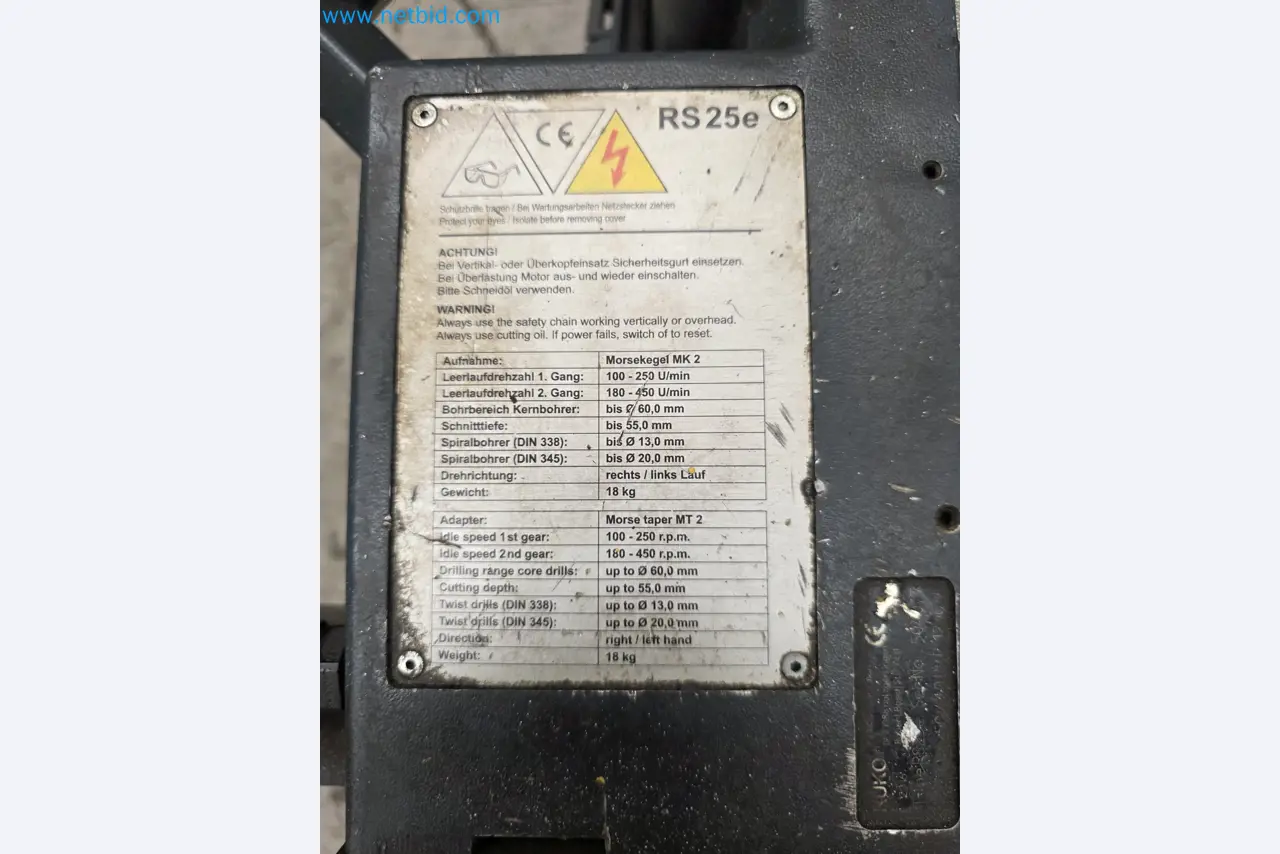 www.netbid.com
CE
RS25e
Schutzbrille tragen / Bei Wartungsarbeiten Netzstecker ziehen
Protect your eyes / Isolate before removing cover
ACHTUNG!
Bei Vertikal- oder Überkopfeinsatz Sicherheitsgurt einsetzen.
Bei Überlastung Motor aus- und wieder einschalten.
Bitte Schneidöl verwenden.
WARNING!
Always use the safety chain working vertically or overhead.
Always use cutting oil. If power fails, switch of to reset.
Aufnahme: Morsekegel MK 2
Leerlaufdrehzahl 1. Gang: 100 - 250 U/min
Leerlaufdrehzahl 2. Gang: 180 - 450 U/min
Bohrbereich Kernbohrer: bis Ø 60,0 mm
Schnitttiefe: bis 55,0 mm
Spiralbohrer (DIN 338): bis Ø 13,0 mm
Spiralbohrer (DIN 345): bis Ø 20,0 mm
Drehrichtung: rechts / links Lauf
Gewicht: 18 kg
Adapter: Morse taper MT 2
Idle speed 1st gear: 100 - 250 r.p.m.
Idle speed 2nd gear: 180 - 450 r.p.m.
Drilling range core drills: up to Ø 60,0 mm
Cutting depth: up to 55,0 mm
Twist drills (DIN 338): up to Ø 13,0 mm
Twist drills (DIN 345): up to Ø 20,0 mm
Direction: right / left hand
Weight: 18 kg
CE